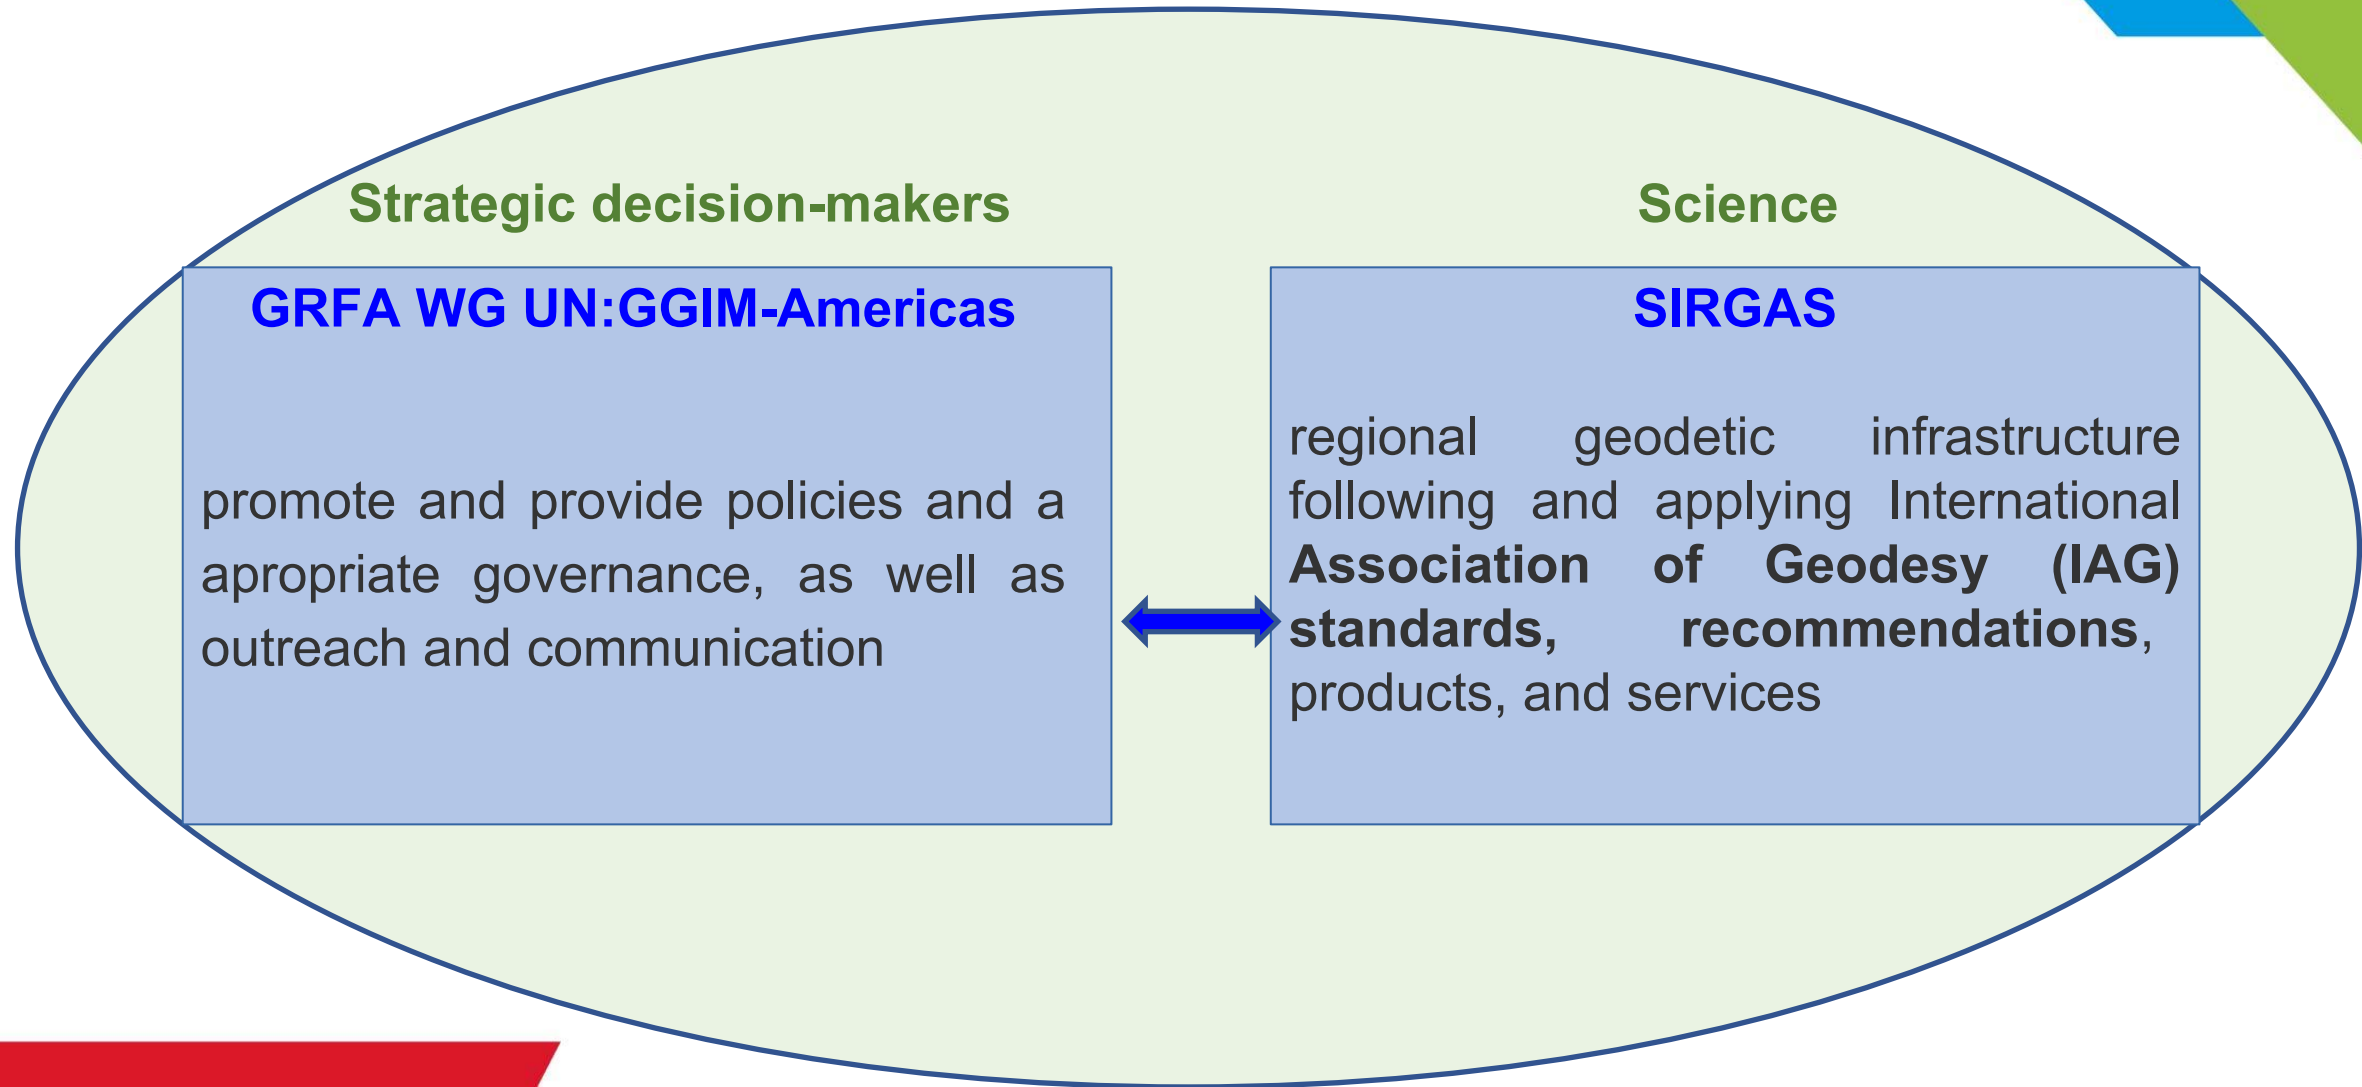 Strategic decision-makers
GRFA WG UN:GGIM-Americas
promote and provide policies and a
apropriate governance, as well as
outreach and communication
Science
SIRGAS
regional geodetic infrastructure
following and applying International
Association of Geodesy (IAG)
standards, recommendations,
products, and services